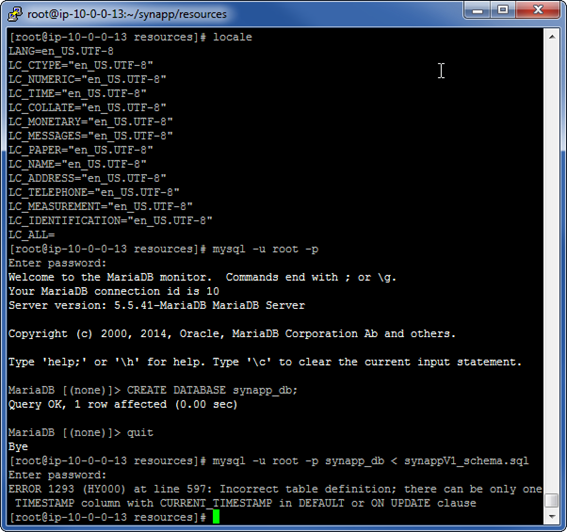 root@ip-10-0-0-13:~/synapp/resources
[root@ip-10-0-0-13 resources]# locale
LANG=en_US.UTF-8
LC_CTYPE="en_US.UTF-8"
LC_NUMERIC="en_US.UTF-8"
LC_TIME="en_US.UTF-8"
LC_COLLATE="en_US.UTF-8"
LC_MONETARY="en_US.UTF-8"
LC_MESSAGES="en_US.UTF-8"
LC_PAPER="en_US.UTF-8"
LC_NAME="en_US.UTF-8"
LC_ADDRESS="en_US.UTF-8"
LC_TELEPHONE="en_US.UTF-8"
LC_MEASUREMENT="en_US.UTF-8"
LC_IDENTIFICATION="en_US.UTF-8"
LC_ALL=
[root@ip-10-0-0-13 resources]# mysql -u root -p
Enter password:
Welcome to the MariaDB monitor.  Commands end with ; or \g.
Your MariaDB connection id is 10
Server version: 5.5.41-MariaDB MariaDB Server
Copyright (c) 2000, 2014, Oracle, MariaDB Corporation Ab and others.
Type 'help;' or '\h' for help. Type '\c' to clear the current input statement.
MariaDB [(none)]> CREATE DATABASE synapp_db;
Query OK, 1 row affected (0.00 sec)
MariaDB [(none)]> quit
Bye
[root@ip-10-0-0-13 resources]# mysql -u root -p synapp_db < synappV1_schema.sql
Enter password:
ERROR 1293 (HY000) at line 597: Incorrect table definition; there can be only one
 TIMESTAMP column with CURRENT_TIMESTAMP in DEFAULT or ON UPDATE clause
[root@ip-10-0-0-13 resources]#